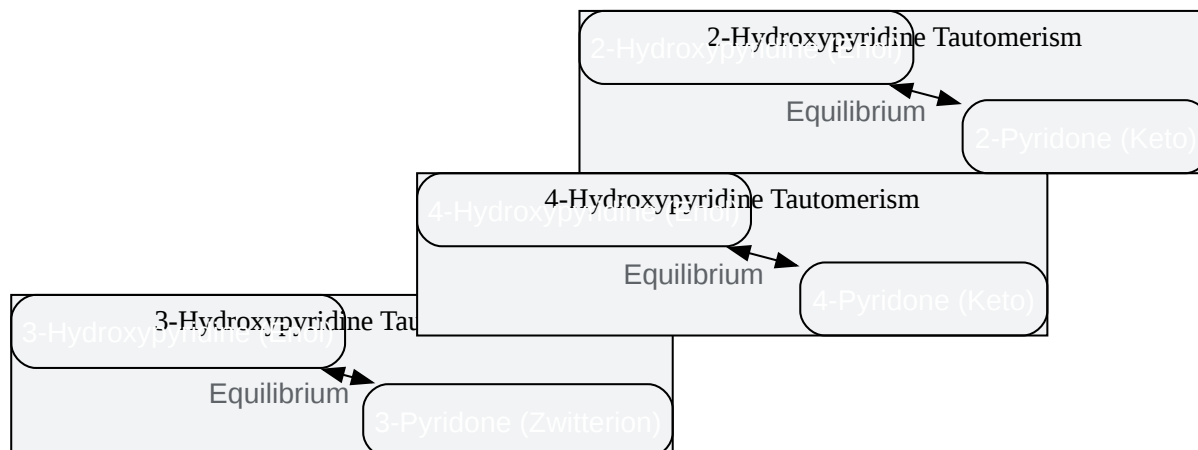 2-Hydroxypyridine Tautomerism
2-Hydroxypyridine (Enol)
Equilibrium
2-Pyridone (Keto)
4-Hydroxypyridine Tautomerism
4-Hydroxypyridine (Enol)
Equilibrium
4-Pyridone (Keto)
3-Hydroxypyridine Tau
3-Hydroxypyridine (Enol)
Equilibrium
3-Pyridone (Zwitterion)